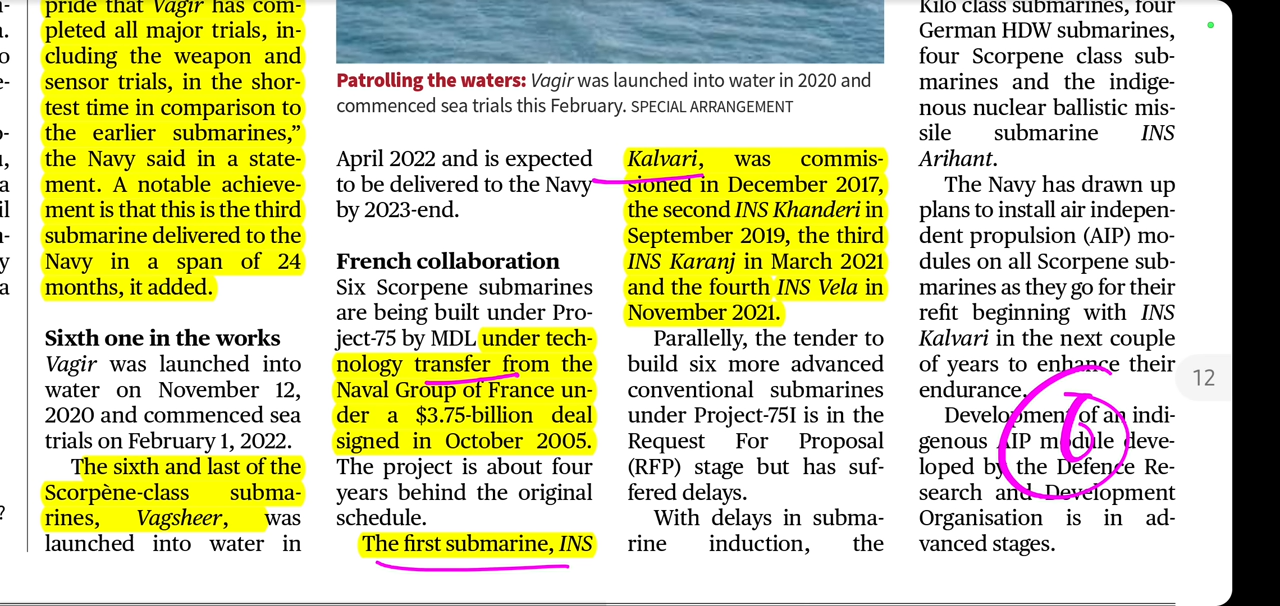 pride that Vagir has com-
pleted all major trials, in-
cluding the weapon and
sensor trials, in the shor-
test time in comparison to
the earlier submarines,”
the Navy said in a state-
ment. A notable achieve-
ment is that this is the third
submarine delivered to the
Navy in a span of 24
months, it added.
Sixth one in the works
Vagir was launched into
water on November 12,
2020 and commenced sea
trials on February 1, 2022.
The sixth and last of the
Scorpène-class subma-
rines, Vagsheer, was
launched into water in
Patrolling the waters: Vagir was launched into water in 2020 and
commenced sea trials this February. SPECIAL ARRANGEMENT
April 2022 and is expected
to be delivered to the Navy
by 2023-end.
French collaboration
Six Scorpene submarines
are being built under Pro-
ject-75 by MDL under tech-
nology transfer from the
Naval Group of France un-
der a $3.75-billion deal
signed in October 2005.
The project is about four
years behind the original
schedule.
The first submarine, INS
Kalvari, was commis-
sioned in December 2017,
the second INS Khanderi in
September 2019, the third
INS Karanj in March 2021
and the fourth INS Vela in
November 2021.
Parallelly, the tender to
build six more advanced
conventional submarines
under Project-75I is in the
Request For Proposal
(RFP) stage but has suf-
fered delays.
With delays in subma-
rine induction, the
Kilo class submarines, four
German HDW submarines,
four Scorpene class sub-
marines and the indige-
nous nuclear ballistic mis-
sile submarine INS
Arihant.
The Navy has drawn up
plans to install air indepen-
dent propulsion (AIP) mo-
dules on all Scorpene sub-
marines as they go for their
refit beginning with INS
Kalvari in the next couple
of years to enhance their
endurance.
Development of an indi-
genous AIP module deve-
loped by the Defence Re-
search and Development
Organisation is in ad-
vanced stages.
6
12